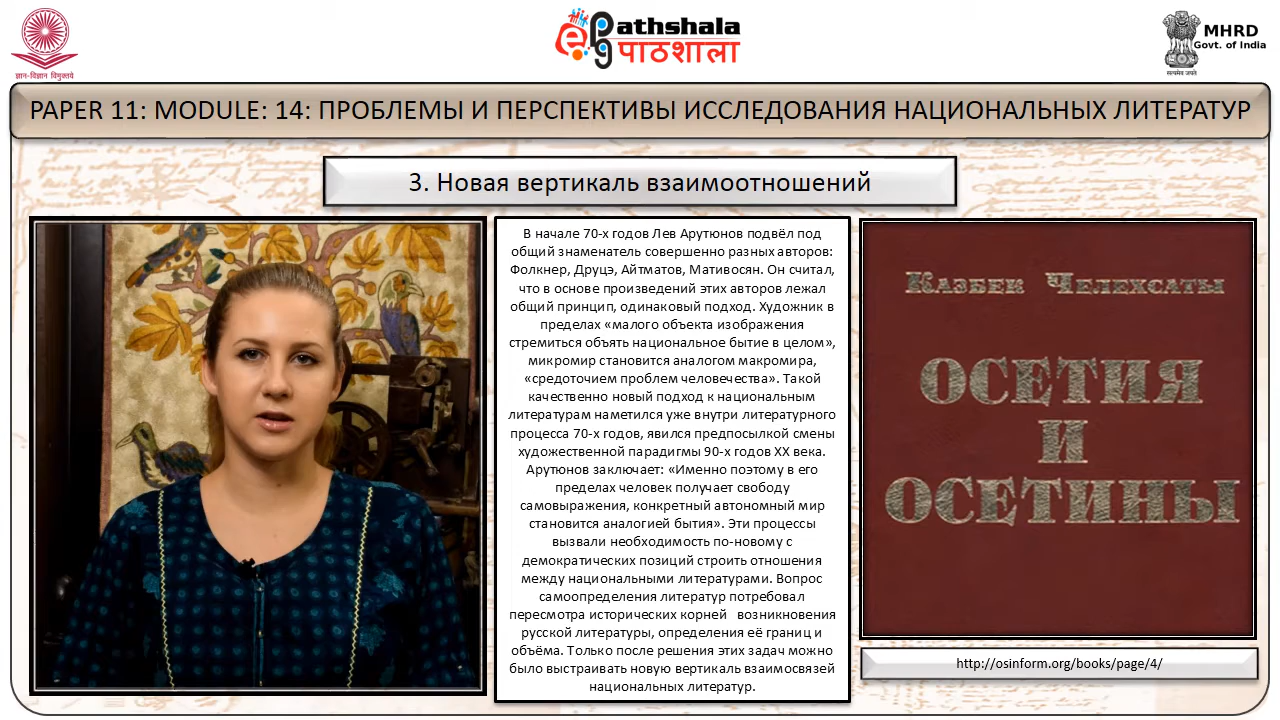 ePg Pathshala
पाठशाला
ज्ञान-विज्ञान विमुक्तये
MHRD
Govt. of India
सत्यमेव जयते
PAPER 11: MODULE: 14: ПРОБЛЕМЫ И ПЕРСПЕКТИВЫ ИССЛЕДОВАНИЯ НАЦИОНАЛЬНЫХ ЛИТЕРАТУР
3. Новая вертикаль взаимоотношений
В начале 70-х годов Лев Арутюнов подвёл под
общий знаменатель совершенно разных авторов:
Фолкнер, Друцэ, Айтматов, Мативосян. Он считал,
что в основе произведений этих авторов лежал
общий принцип, одинаковый подход. Художник в
пределах «малого объекта изображения
стремиться объять национальное бытие в целом»,
микромир становится аналогом макромира,
«средоточием проблем человечества». Такой
качественно новый подход к национальным
литературам наметился уже внутри литературного
процесса 70-х годов, явился предпосылкой смены
художественной парадигмы 90-х годов XX века.
Арутюнов заключает: «Именно поэтому в его
пределах человек получает свободу
самовыражения, конкретный автономный мир
становится аналогией бытия». Эти процессы
вызвали необходимость по-новому с
демократических позиций строить отношения
между национальными литературами. Вопрос
самоопределения литератур потребовал
пересмотра исторических корней возникновения
русской литературы, определения её границ и
объёма. Только после решения этих задач можно
было выстраивать новую вертикаль взаимосвязей
национальных литератур.
Казбек Челехсаты
ОСЕТИЯ
И
ОСЕТИНЫ
http://osinform.org/books/page/4/